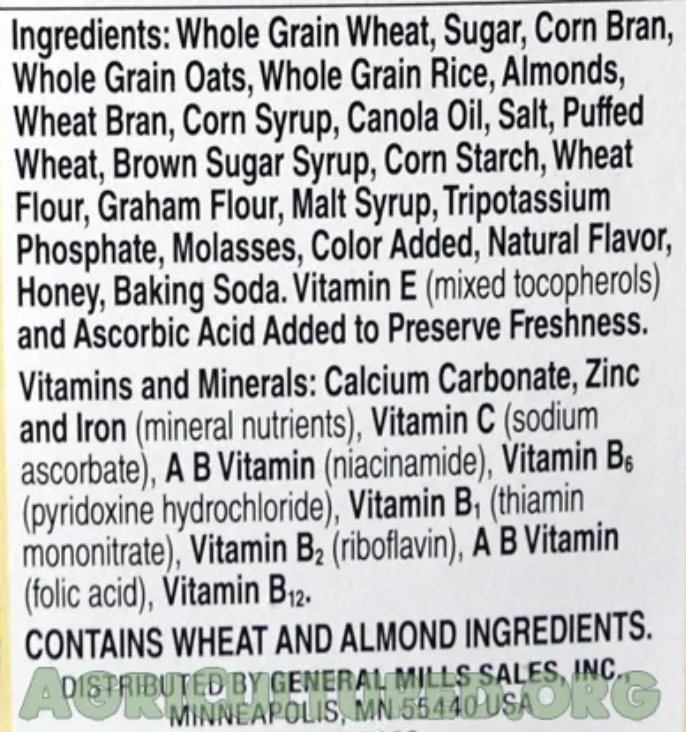 Ingredients: Whole Grain Wheat, Sugar, Corn Bran,
Whole Grain Oats, Whole Grain Rice, Almonds,
Wheat Bran, Corn Syrup, Canola Oil, Salt, Puffed
Wheat, Brown Sugar Syrup, Corn Starch, Wheat
Flour, Graham Flour, Malt Syrup, Tripotassium
Phosphate, Molasses, Color Added, Natural Flavor,
Honey, Baking Soda. Vitamin E (mixed tocopherols)
and Ascorbic Acid Added to Preserve Freshness.
Vitamins and Minerals: Calcium Carbonate, Zinc
and Iron (mineral nutrients), Vitamin C (sodium
ascorbate), A B Vitamin (niacinamide), Vitamin B₆
(pyridoxine hydrochloride), Vitamin B₁ (thiamin
mononitrate), Vitamin B₂ (riboflavin), A B Vitamin
(folic acid), Vitamin B₁₂.
CONTAINS WHEAT AND ALMOND INGREDIENTS.
DISTRIBUTED BY GENERAL MILLS SALES, INC.,
MINNEAPOLIS, MN 55440 USA